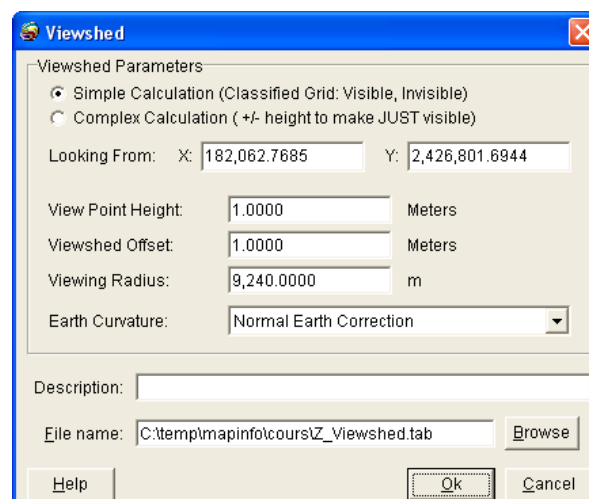 Viewshed
Viewshed Parameters
Simple Calculation (Classified Grid: Visible, Invisible)
Complex Calculation ( +/- height to make JUST visible)
Looking From: X: 182,062.7685 Y: 2,426,801.6944
View Point Height: 1.0000 Meters
Viewshed Offset: 1.0000 Meters
Viewing Radius: 9,240.0000 m
Earth Curvature: Normal Earth Correction
Description:
File name: C:\temp\mapinfo\cours\Z_Viewshed.tab Browse
Help Ok Cancel